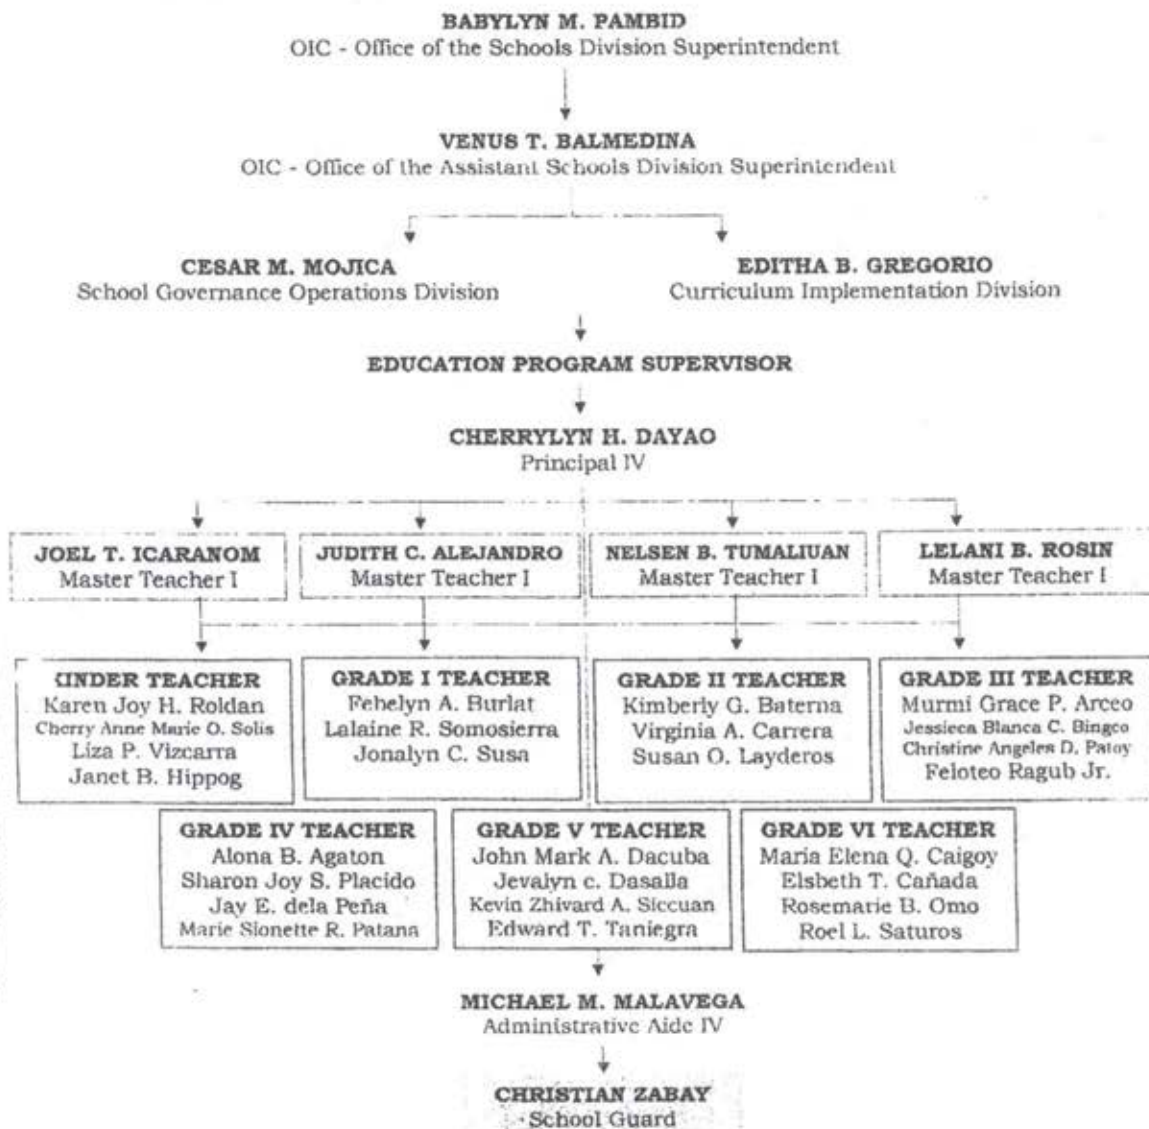 BABYLYN M. PAMBID
OIC - Office of the Schools Division Superintendent
VENUS T. BALMEDINA
OIC - Office of the Assistant Schools Division Superintendent
CESAR M. MOJICA
School Governance Operations Division
EDITHA B. GREGORIO
Curriculum Implementation Division
EDUCATION PROGRAM SUPERVISOR
CHERRYLYN H. DAYAO
Principal IV
JOEL T. ICARANOM
Master Teacher I
JUDITH C. ALEJANDRO
Master Teacher I
NELSEN B. TUMALIUAN
Master Teacher I
LELANI B. ROSIN
Master Teacher I
KINDER TEACHER
Karen Joy H. Roldan
Cherry Anne Marie O. Solis
Liza P. Vizcarra
Janet B. Hippog
GRADE I TEACHER
Fehelyn A. Burlat
Lalaine R. Somosierra
Jonalyn C. Susa
GRADE II TEACHER
Kimberly G. Baterna
Virginia A. Carrera
Susan O. Layderos
GRADE III TEACHER
Murmi Grace P. Arceo
Jessieca Blanca C. Bingco
Christine Angeles D. Patoy
Feloteo Ragub Jr.
GRADE IV TEACHER
Alona B. Agaton
Sharon Joy S. Placido
Jay E. dela Peña
Marie Sionette R. Patana
GRADE V TEACHER
John Mark A. Dacuba
Jevalyn c. Dasalla
Kevin Zhivard A. Siccuan
Edward T. Taniegra
GRADE VI TEACHER
Maria Elena Q. Caigoy
Elsbeth T. Cañada
Rosemarie B. Omo
Roel L. Saturos
MICHAEL M. MALAVEGA
Administrative Aide IV
CHRISTIAN ZABAY
School Guard